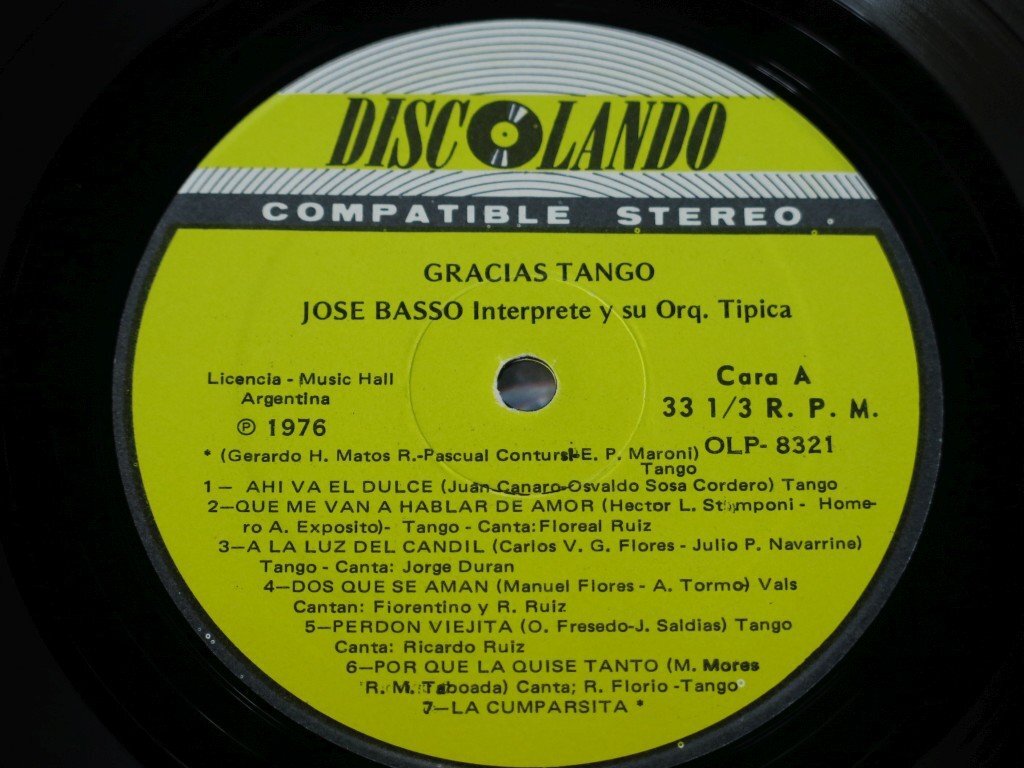 DISCOLANDO
COMPATIBLE STEREO
GRACIAS TANGO
JOSE BASSO Interprete y su Orq. Tipica
Licencia - Music Hall
Argentina
℗ 1976
Cara A
33 1/3 R. P. M.
OLP- 8321
* (Gerardo H. Matos R.-Pascual Contursi-E. P. Maroni)
Tango
1— AHI VA EL DULCE (Juan Canaro-Osvaldo Sosa Cordero) Tango
2—QUE ME VAN A HABLAR DE AMOR (Hector L. Stamponi - Home-
ro A. Exposito)- Tango - Canta: Floreal Ruiz
3—A LA LUZ DEL CANDIL (Carlos V. G. Flores - Julio P. Navarrine)
Tango - Canta: Jorge Duran
4—DOS QUE SE AMAN (Manuel Flores - A. Tormo) Vals
Cantan: Fiorentino y R. Ruiz
5—PERDON VIEJITA (O. Fresedo-J. Saldias) Tango
Canta: Ricardo Ruiz
6—POR QUE LA QUISE TANTO (M. Mores
R. M. Taboada) Canta; R. Florio -Tango
7—LA CUMPARSITA *